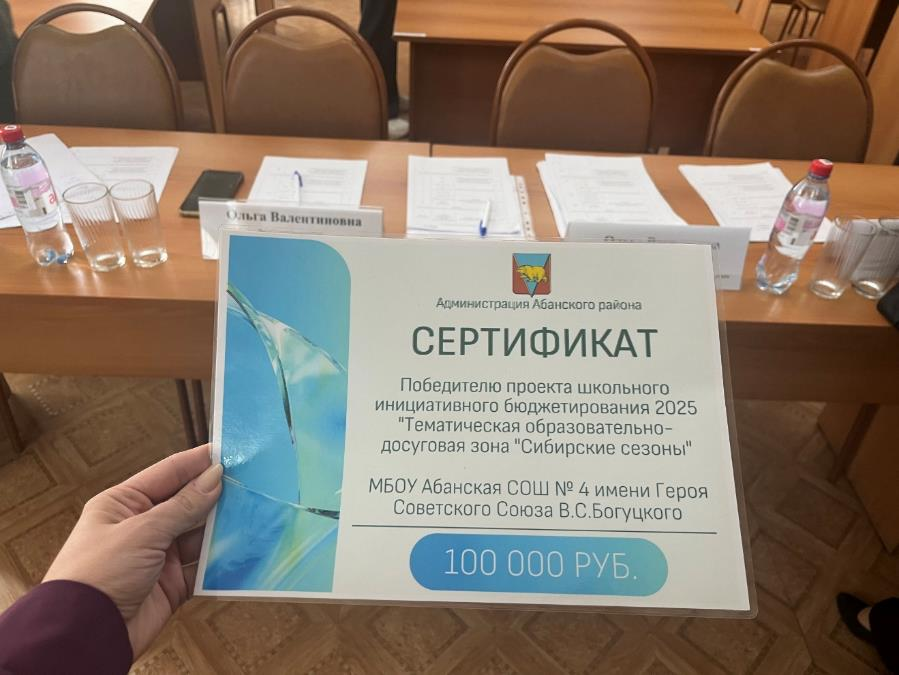 Ольга Валентиновна
Администрация Абанского района
СЕРТИФИКАТ
Победителю проекта школьного
инициативного бюджетирования 2025
"Тематическая образовательно-
досуговая зона "Сибирские сезоны"
МБОУ Абанская СОШ № 4 имени Героя
Советского Союза В.С.Богуцкого
100 000 РУБ.